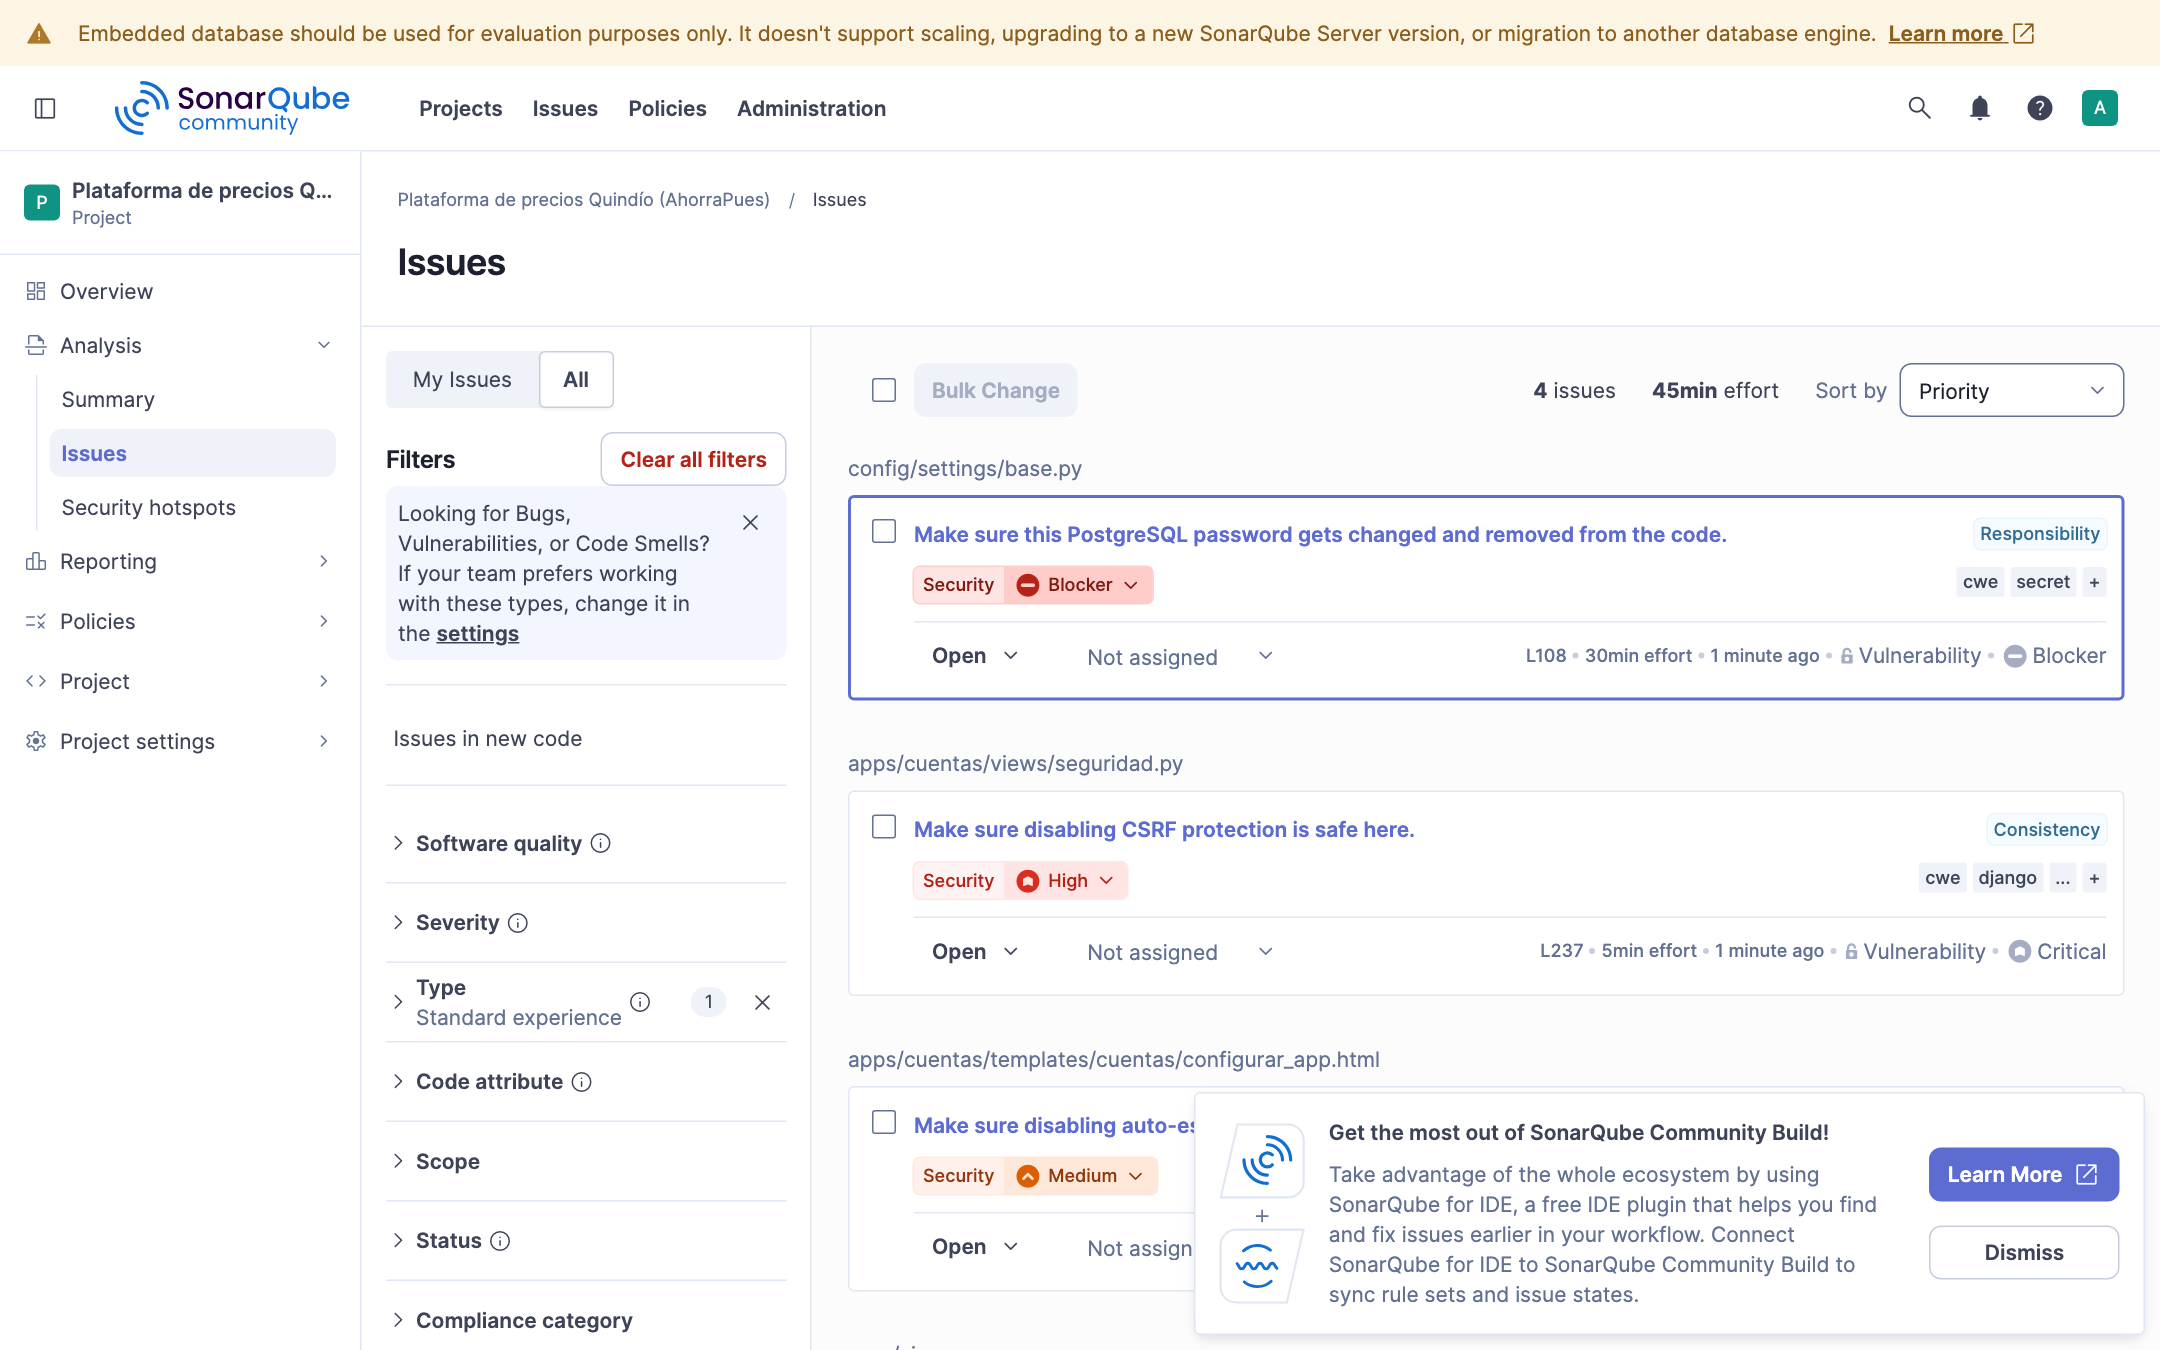 Embedded database should be used for evaluation purposes only. It doesn't support scaling, upgrading to a new SonarQube Server version, or migration to another database engine. Learn more
SonarQube community
Projects Issues Policies Administration
A
P
Plataforma de precios Q...
Project
Overview
Analysis
Summary
Issues
Security hotspots
Reporting
Policies
Project
Project settings
Plataforma de precios Quindío (AhorraPues) / Issues
Issues
My Issues All
Filters
Clear all filters
Looking for Bugs,
Vulnerabilities, or Code Smells?
If your team prefers working
with these types, change it in
the settings
Issues in new code
Software quality
Severity
Type
Standard experience
1
Code attribute
Scope
Status
Compliance category
Bulk Change
4 issues 45min effort Sort by Priority
config/settings/base.py
Make sure this PostgreSQL password gets changed and removed from the code.
Responsibility
Security Blocker
cwe secret +
Open Not assigned L108 • 30min effort • 1 minute ago • Vulnerability • Blocker
apps/cuentas/views/seguridad.py
Make sure disabling CSRF protection is safe here.
Consistency
Security High
cwe django ... +
Open Not assigned L237 • 5min effort • 1 minute ago • Vulnerability • Critical
apps/cuentas/templates/cuentas/configurar_app.html
Make sure disabling auto-es
Security Medium
Open Not assign
Get the most out of SonarQube Community Build!
Take advantage of the whole ecosystem by using
SonarQube for IDE, a free IDE plugin that helps you find
and fix issues earlier in your workflow. Connect
SonarQube for IDE to SonarQube Community Build to
sync rule sets and issue states.
Learn More
Dismiss